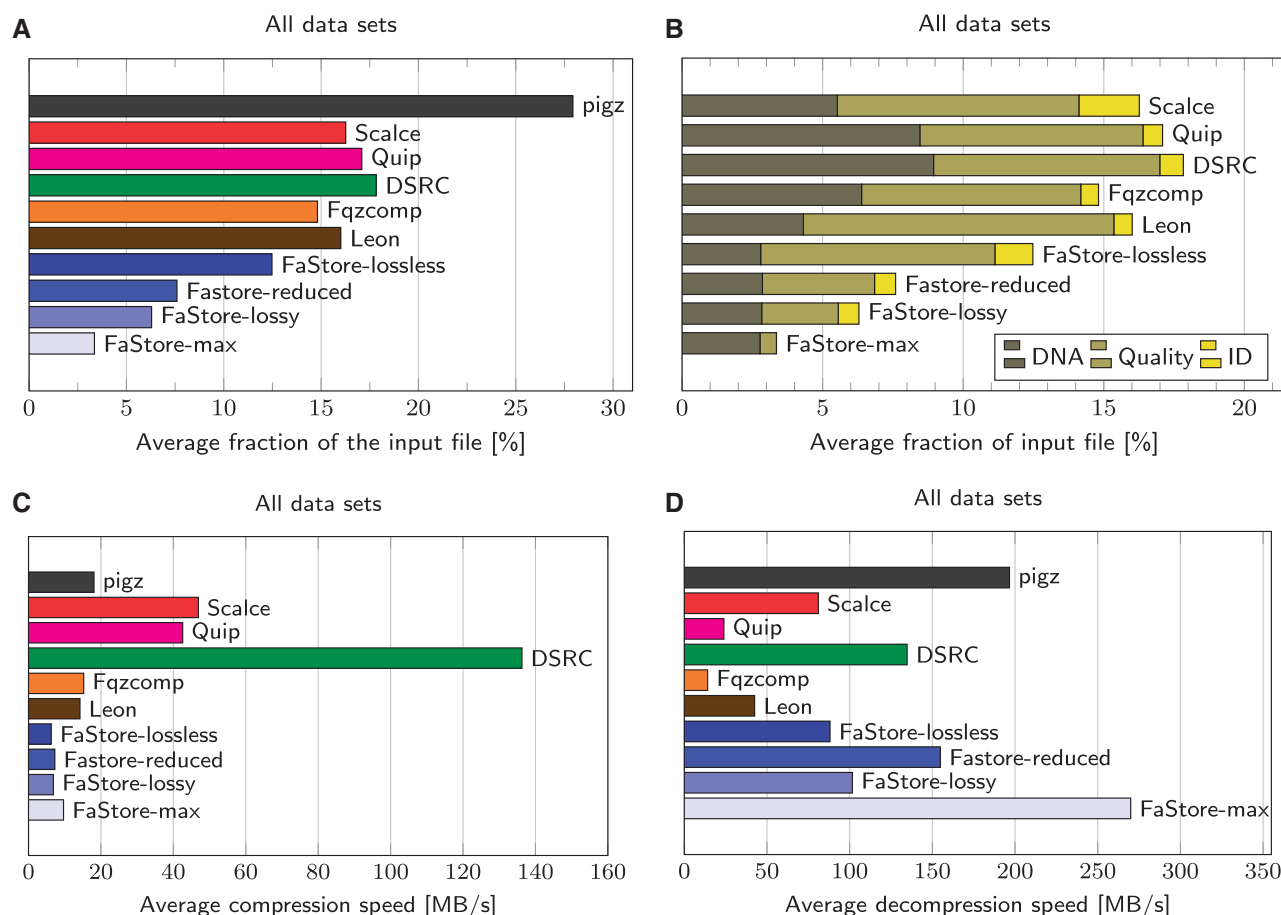 A
All data sets
pigz
Scalce
Quip
DSRC
Fqzcomp
Leon
FaStore-lossless
Fastore-reduced
FaStore-lossy
FaStore-max
0 5 10 15 20 25 30
Average fraction of the input file [%]
B
All data sets
Scalce
Quip
DSRC
Fqzcomp
Leon
FaStore-lossless
Fastore-reduced
FaStore-lossy
FaStore-max
DNA Quality ID
0 5 10 15 20
Average fraction of input file [%]
C
All data sets
pigz
Scalce
Quip
DSRC
Fqzcomp
Leon
FaStore-lossless
Fastore-reduced
FaStore-lossy
FaStore-max
0 20 40 60 80 100 120 140 160
Average compression speed [MB/s]
D
All data sets
pigz
Scalce
Quip
DSRC
Fqzcomp
Leon
FaStore-lossless
Fastore-reduced
FaStore-lossy
FaStore-max
0 50 100 150 200 250 300 350
Average decompression speed [MB/s]